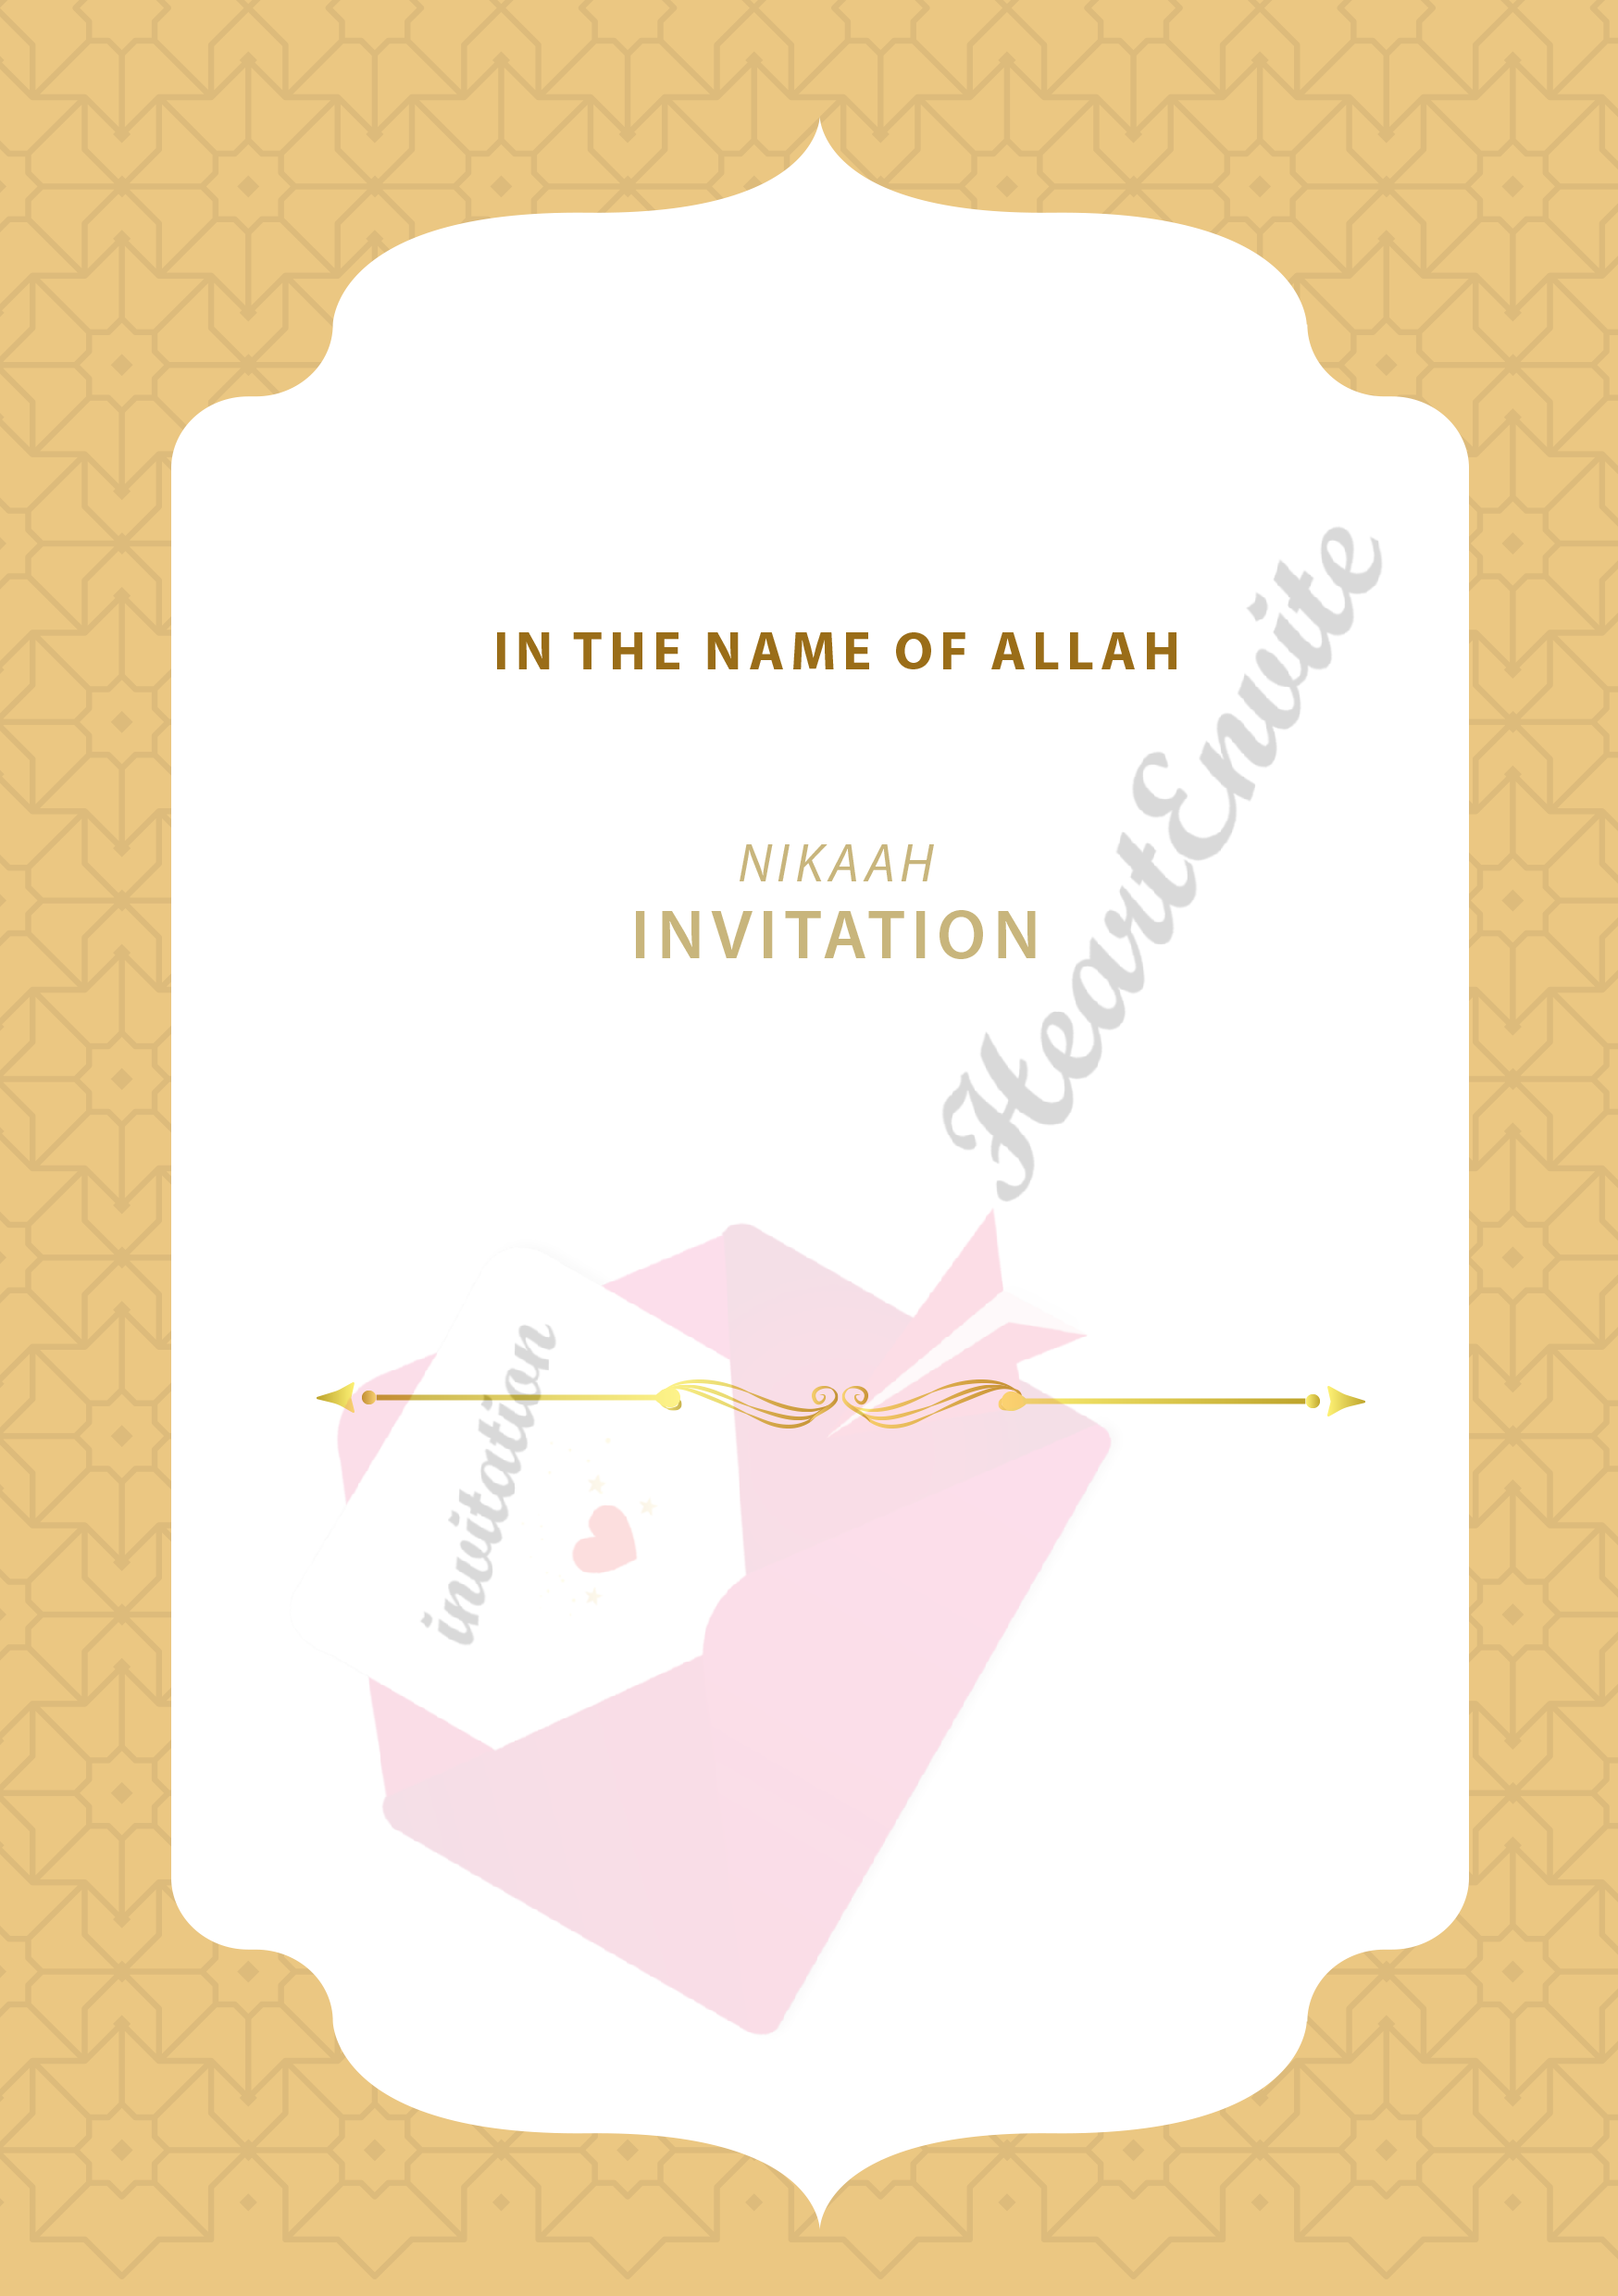 IN THE NAME OF ALLAH
NIKAAH
INVITATION
HeartEnvite
invitation